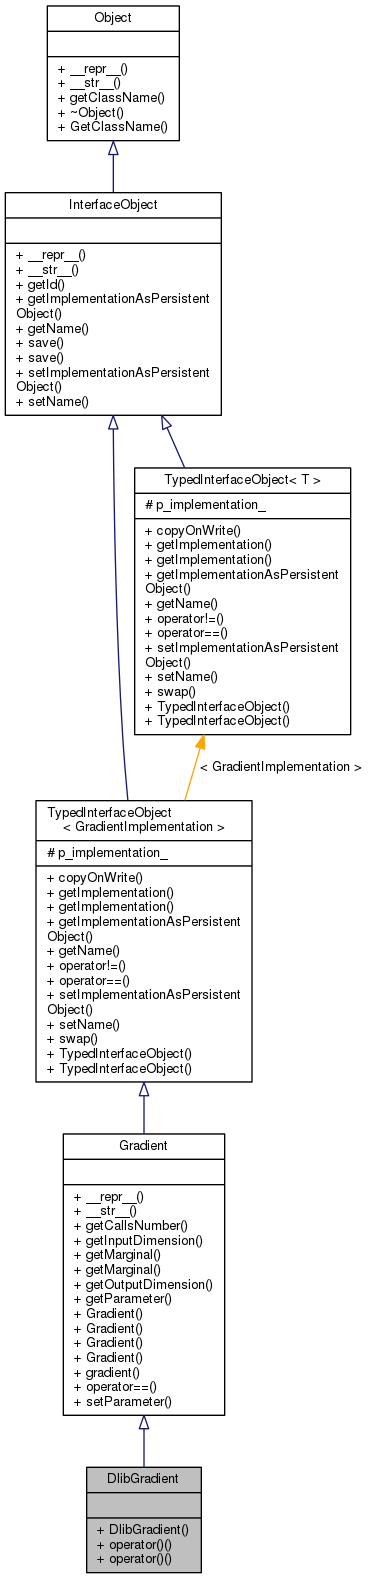 Object
+ __repr__()
+ __str__()
+ getClassName()
+ ~Object()
+ GetClassName()
InterfaceObject
+ __repr__()
+ __str__()
+ getId()
+ getImplementationAsPersistent
Object()
+ getName()
+ save()
+ save()
+ setImplementationAsPersistent
Object()
+ setName()
TypedInterfaceObject< T >
# p_implementation_
+ copyOnWrite()
+ getImplementation()
+ getImplementation()
+ getImplementationAsPersistent
Object()
+ getName()
+ operator!=()
+ operator==()
+ setImplementationAsPersistent
Object()
+ setName()
+ swap()
+ TypedInterfaceObject()
+ TypedInterfaceObject()
< GradientImplementation >
TypedInterfaceObject
< GradientImplementation >
# p_implementation_
+ copyOnWrite()
+ getImplementation()
+ getImplementation()
+ getImplementationAsPersistent
Object()
+ getName()
+ operator!=()
+ operator==()
+ setImplementationAsPersistent
Object()
+ setName()
+ swap()
+ TypedInterfaceObject()
+ TypedInterfaceObject()
Gradient
+ __repr__()
+ __str__()
+ getCallsNumber()
+ getInputDimension()
+ getMarginal()
+ getMarginal()
+ getOutputDimension()
+ getParameter()
+ Gradient()
+ Gradient()
+ Gradient()
+ Gradient()
+ gradient()
+ operator==()
+ setParameter()
DlibGradient
+ DlibGradient()
+ operator()()
+ operator()()